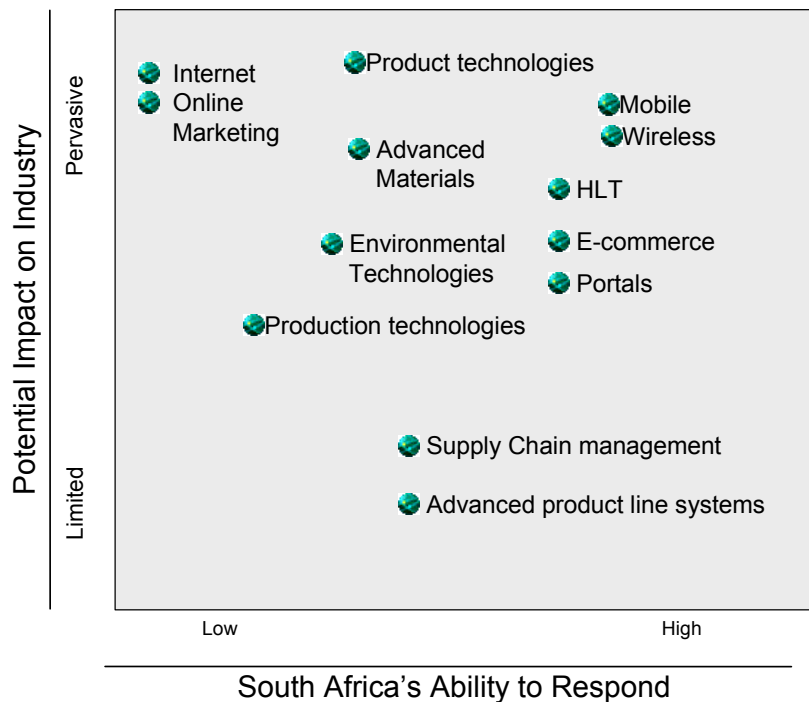 Potential Impact on Industry
Pervasive
Limited
Internet
Online
Marketing
Product technologies
Mobile
Wireless
Advanced
Materials
HLT
Environmental
Technologies
E-commerce
Portals
Production technologies
Supply Chain management
Advanced product line systems
Low
High
South Africa’s Ability to Respond